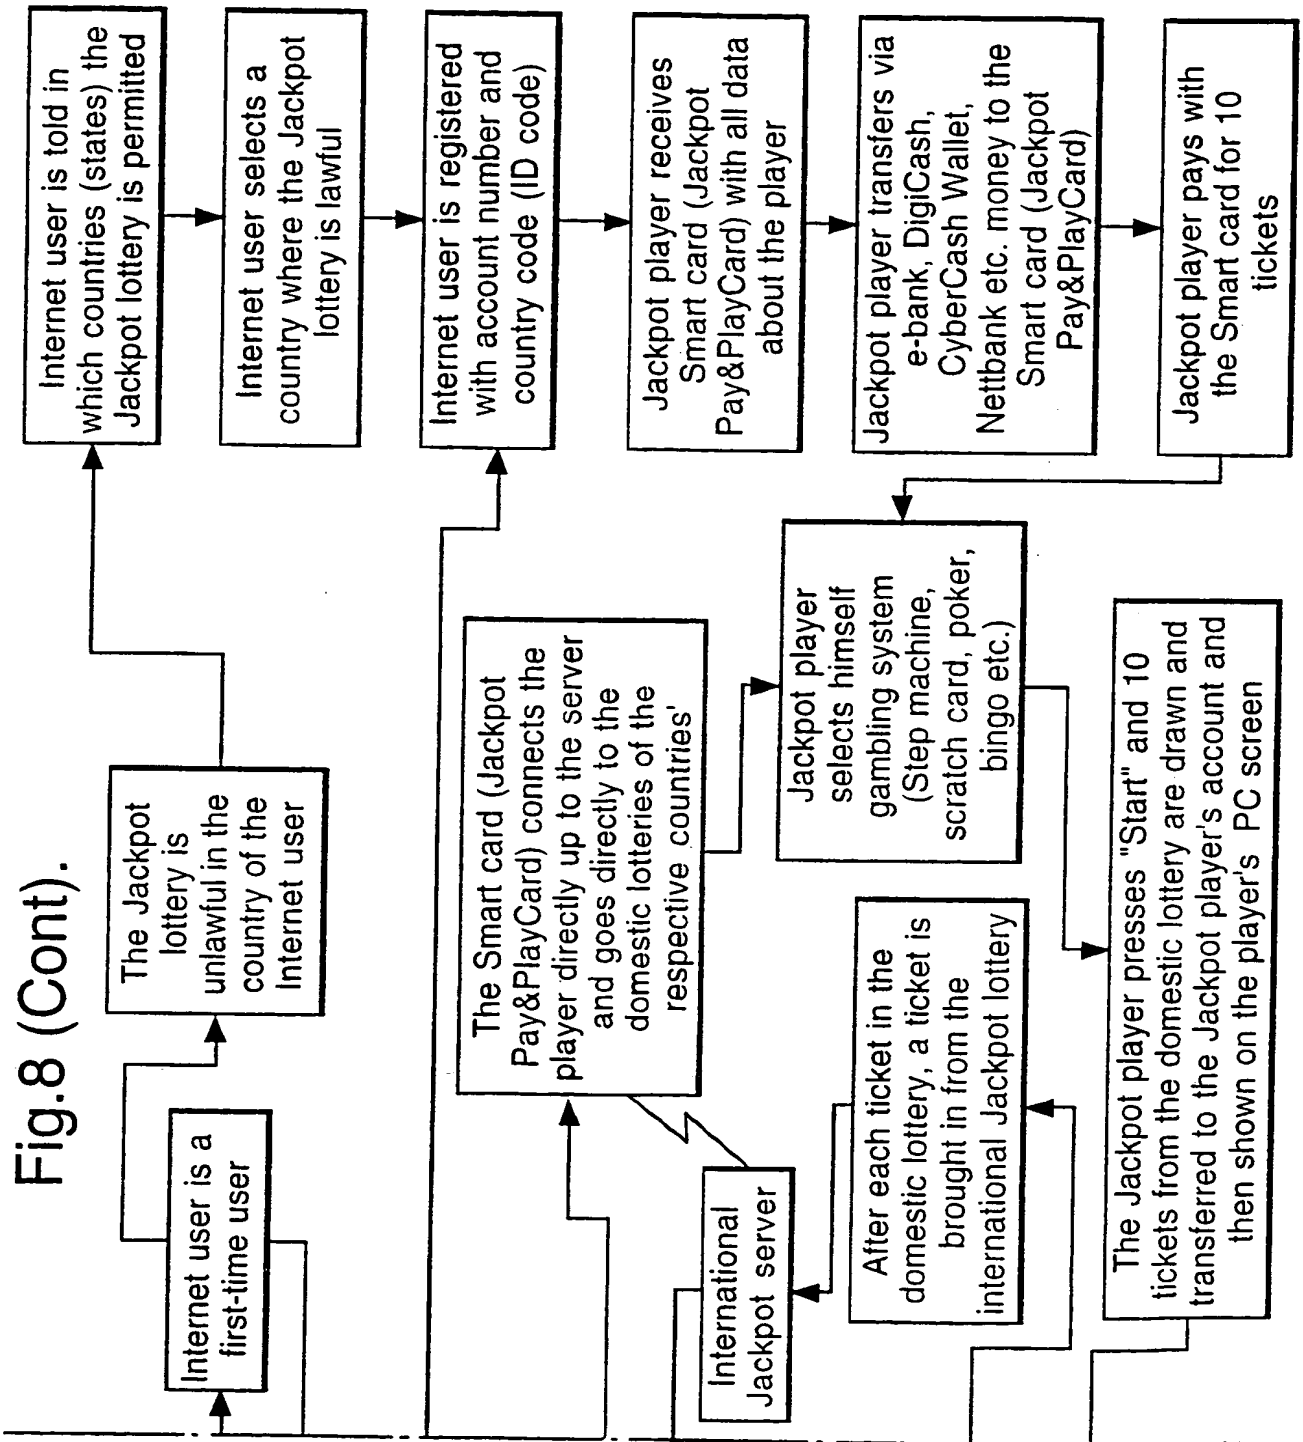 Fig.8 (Cont).
Internet user is a
first-time user
The Jackpot
lottery is
unlawful in the
country of the
Internet user
Internet user is told in
which countries (states) the
Jackpot lottery is permitted
Internet user selects a
country where the Jackpot
lottery is lawful
Internet user is registered
with account number and
country code (ID code)
Jackpot player receives
Smart card (Jackpot
Pay&PlayCard) with all data
about the player
Jackpot player transfers via
e-bank, DigiCash,
CyberCash Wallet,
Nettbank etc. money to the
Smart card (Jackpot
Pay&PlayCard)
Jackpot player pays with
the Smart card for 10
tickets
The Smart card (Jackpot
Pay&PlayCard) connects the
player directly up to the server
and goes directly to the
domestic lotteries of the
respective countries'
Jackpot player
selects himself
gambling system
(Step machine,
scratch card, poker,
bingo etc.)
International
Jackpot server
After each ticket in the
domestic lottery, a ticket is
brought in from the
international Jackpot lottery
The Jackpot player presses "Start" and 10
tickets from the domestic lottery are drawn and
transferred to the Jackpot player's account and
then shown on the player's PC screen